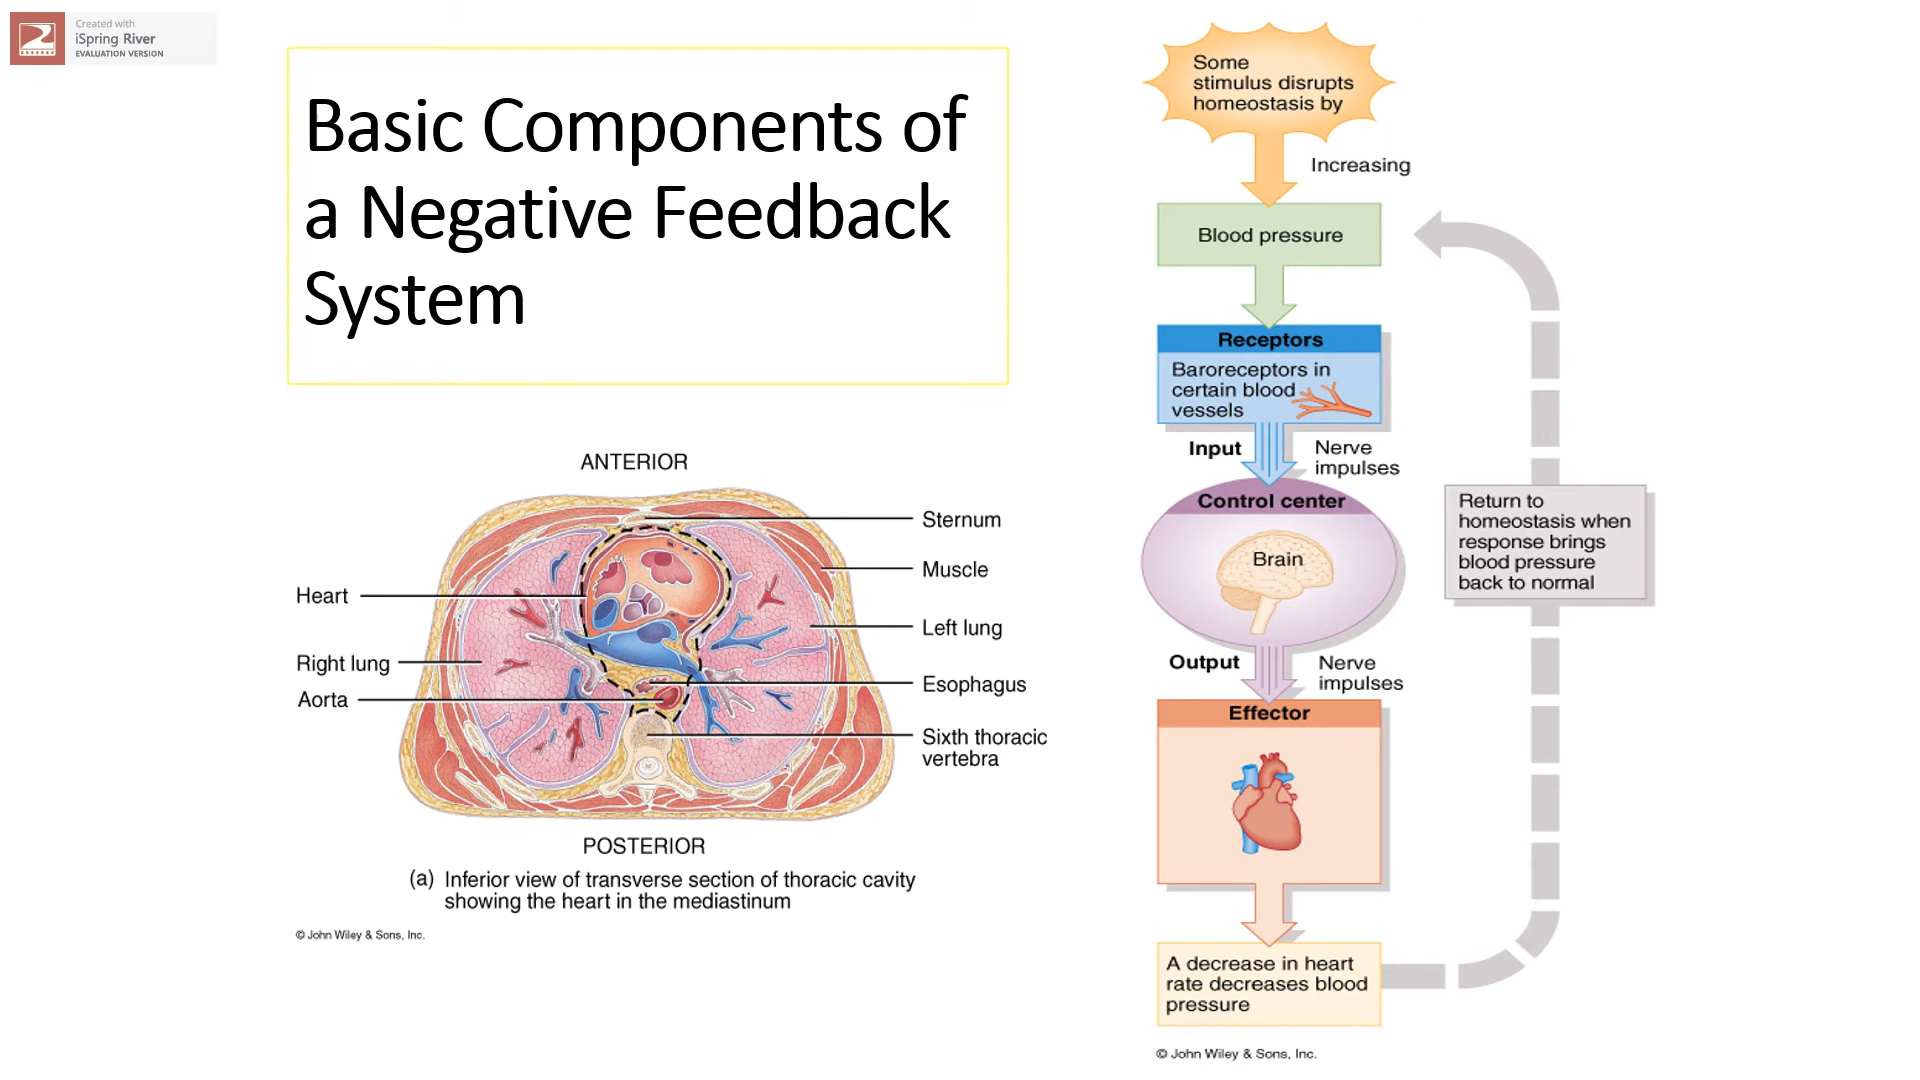 Created with
iSpring River
EVALUATION VERSION
Basic Components of
a Negative Feedback
System
ANTERIOR
Sternum
Muscle
Heart
Left lung
Right lung
Esophagus
Aorta
Sixth thoracic
vertebra
POSTERIOR
(a) Inferior view of transverse section of thoracic cavity
showing the heart in the mediastinum
© John Wiley & Sons, Inc.
Some
stimulus disrupts
homeostasis by
Increasing
Blood pressure
Receptors
Baroreceptors in
certain blood
vessels
Input
Nerve
impulses
Control center
Brain
Output
Nerve
impulses
Effector
A decrease in heart
rate decreases blood
pressure
Return to
homeostasis when
response brings
blood pressure
back to normal
© John Wiley & Sons, Inc.